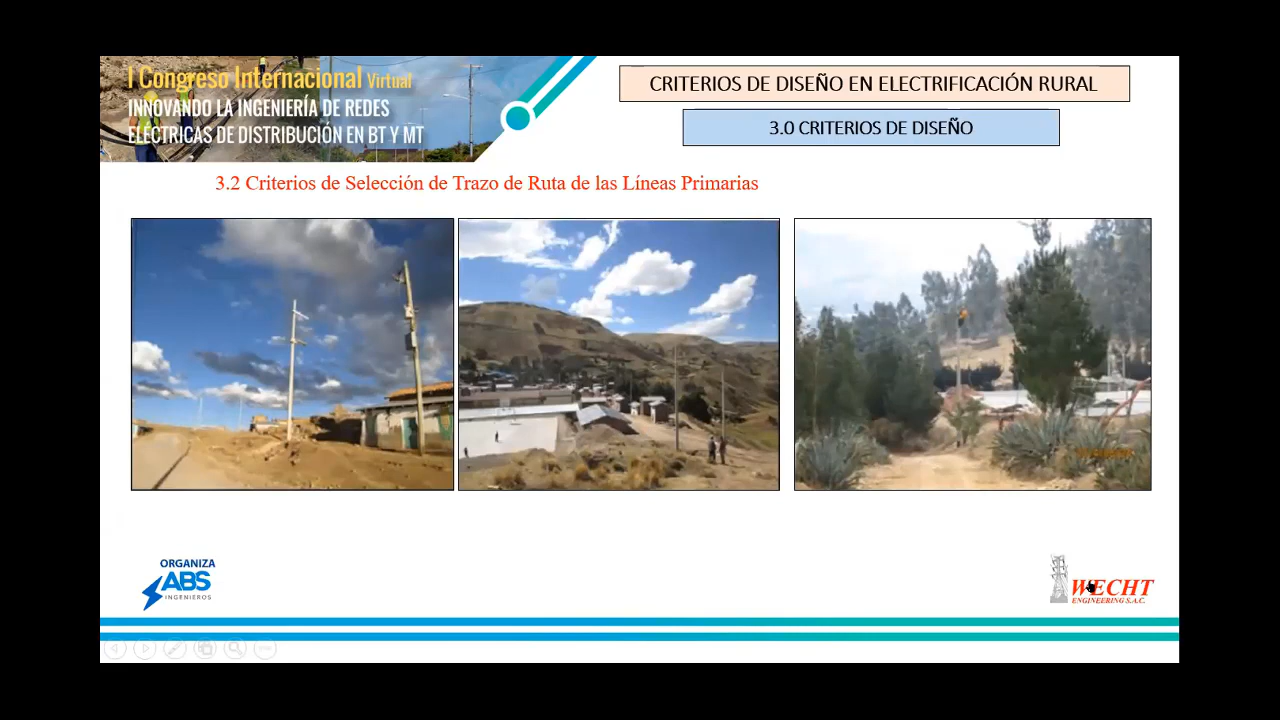 I Congreso Internacional Virtual
INNOVANDO LA INGENIERÍA DE REDES
ELÉCTRICAS DE DISTRIBUCIÓN EN BT Y MT
CRITERIOS DE DISEÑO EN ELECTRIFICACIÓN RURAL
3.0 CRITERIOS DE DISEÑO
3.2 Criterios de Selección de Trazo de Ruta de las Líneas Primarias
ORGANIZA
ABS
INGENIEROS
WECHT
ENGINEERING S.A.C.